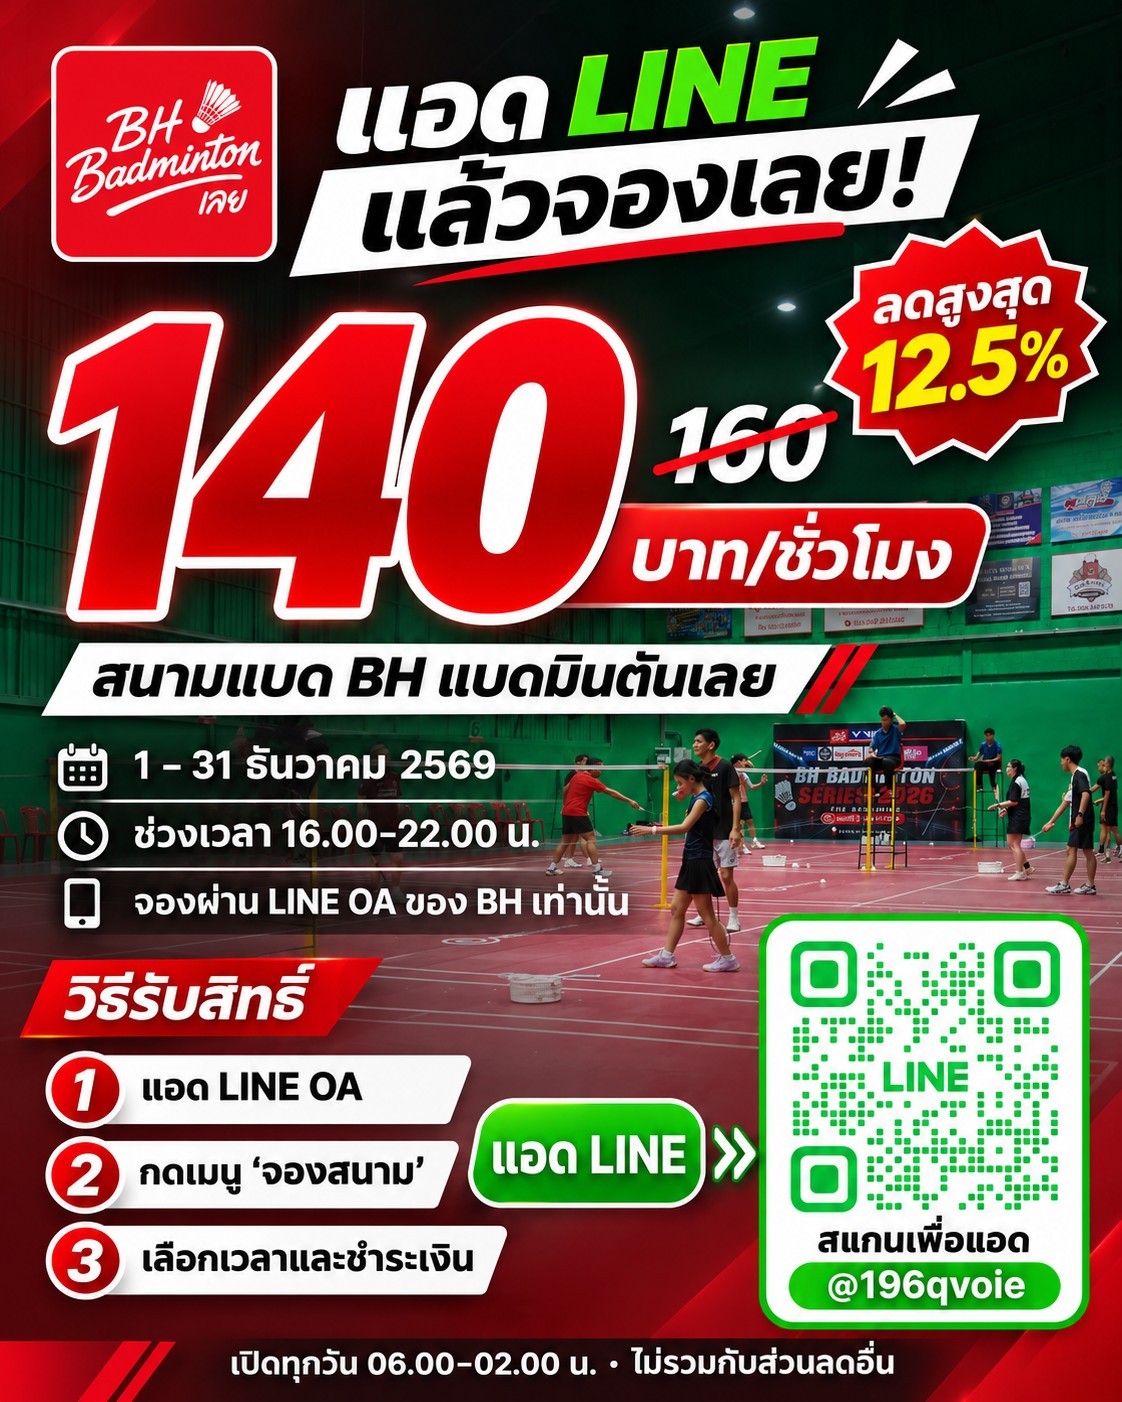 BH
Badminton
เลย
แอด LINE
แล้วจองเลย!
ลดสูงสุด
12.5%
140
160
บาท/ชั่วโมง
สนามแบด BH แบดมินตันเลย
1 – 31 ธันวาคม 2569
ช่วงเวลา 16.00–22.00 น.
จองผ่าน LINE OA ของ BH เท่านั้น
BH BADMINTON
SERIES 2026
วิธีรับสิทธิ์
1 แอด LINE OA
2 กดเมนู ‘จองสนาม’
3 เลือกเวลาและชำระเงิน
แอด LINE
LINE
สแกนเพื่อแอด
@196qvoie
เปิดทุกวัน 06.00–02.00 น. • ไม่รวมกับส่วนลดอื่น